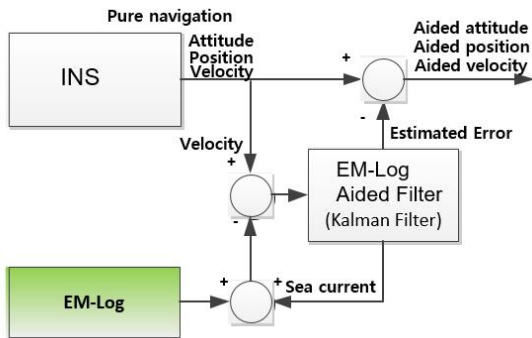 Pure navigation
INS
Attitude
Position
Velocity
+
Aided attitude
Aided position
Aided velocity
-
Estimated Error
Velocity
+
EM-Log
Aided Filter
(Kalman Filter)
-
EM-Log
+
+
Sea current